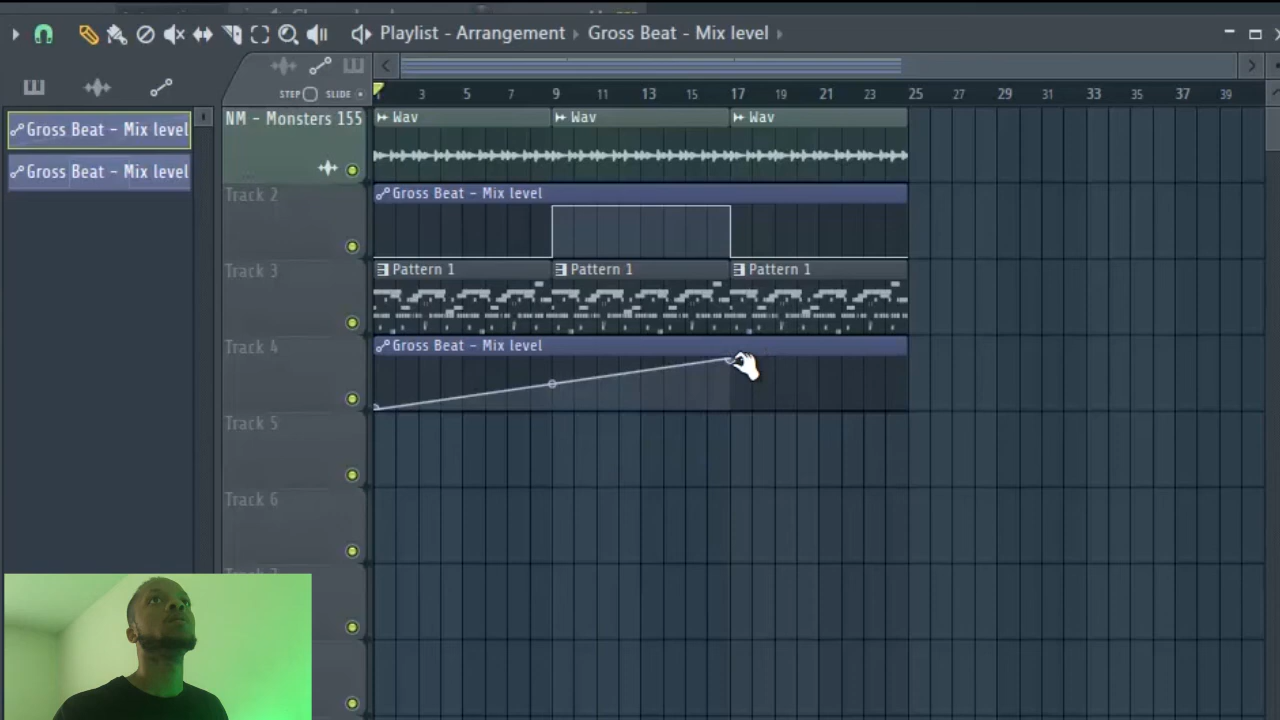 Playlist - Arrangement › Gross Beat - Mix level ›
STEP SLIDE
3 5 7 9 11 13 15 17 19 21 23 25 27 29 31 33 35 37 39
Gross Beat - Mix level
Gross Beat - Mix level
NM - Monsters 155
Wav Wav Wav
Track 2
Gross Beat - Mix level
Track 3
Pattern 1 Pattern 1 Pattern 1
Track 4
Gross Beat - Mix level
Track 5
Track 6